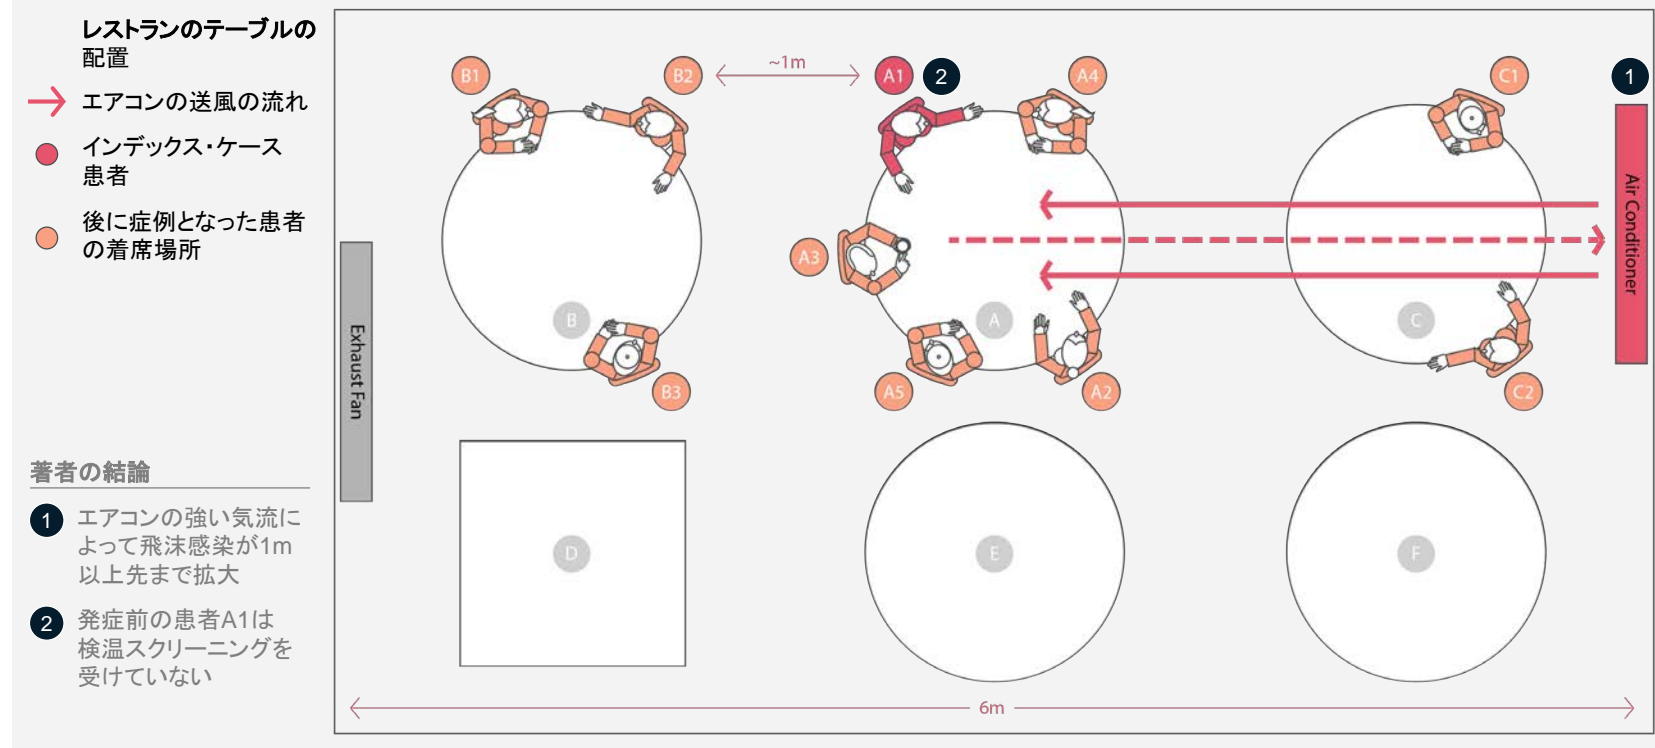 レストランのテーブルの
配置
エアコンの送風の流れ
インデックス・ケース
患者
後に症例となった患者
の着席場所
著者の結論
1 エアコンの強い気流に
よって飛沫感染が1m
以上先まで拡大
2 発症前の患者A1は
検温スクリーニングを
受けていない
B1
B2
~1m
A1
2
A4
C1
1
Air Conditioner
A3
B
A
C
Exhaust Fan
B3
A5
A2
C2
D
E
F
6m